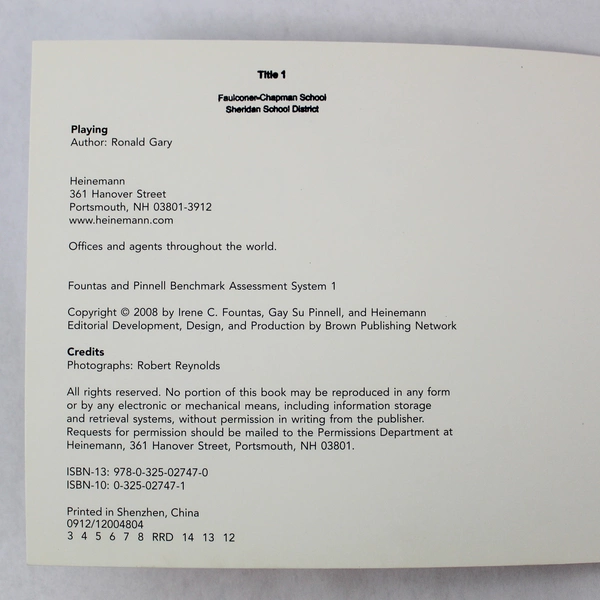 Title 1
Faulconer-Chapman School
Sheridan School District
Playing
Author: Ronald Gary
Heinemann
361 Hanover Street
Portsmouth, NH 03801-3912
www.heinemann.com
Offices and agents throughout the world.
Fountas and Pinnell Benchmark Assessment System 1
Copyright © 2008 by Irene C. Fountas, Gay Su Pinnell, and Heinemann
Editorial Development, Design, and Production by Brown Publishing Network
Credits
Photographs: Robert Reynolds
All rights reserved. No portion of this book may be reproduced in any form
or by any electronic or mechanical means, including information storage
and retrieval systems, without permission in writing from the publisher.
Requests for permission should be mailed to the Permissions Department at
Heinemann, 361 Hanover Street, Portsmouth, NH 03801.
ISBN-13: 978-0-325-02747-0
ISBN-10: 0-325-02747-1
Printed in Shenzhen, China
0912/12004804
3 4 5 6 7 8 RRD 14 13 12